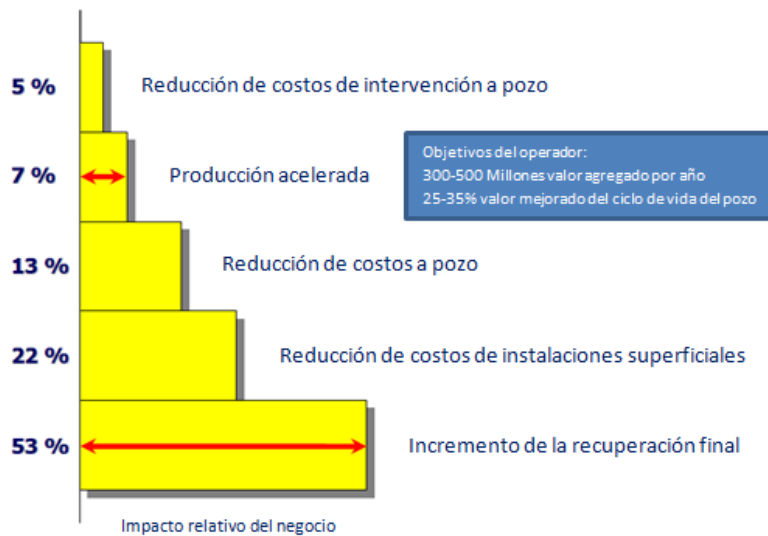 5 %
Reducción de costos de intervención a pozo
7 %
Producción acelerada
Objetivos del operador:
300-500 Millones valor agregado por año
25-35% valor mejorado del ciclo de vida del pozo
13 %
Reducción de costos a pozo
22 %
Reducción de costos de instalaciones superficiales
53 %
Incremento de la recuperación final
Impacto relativo del negocio